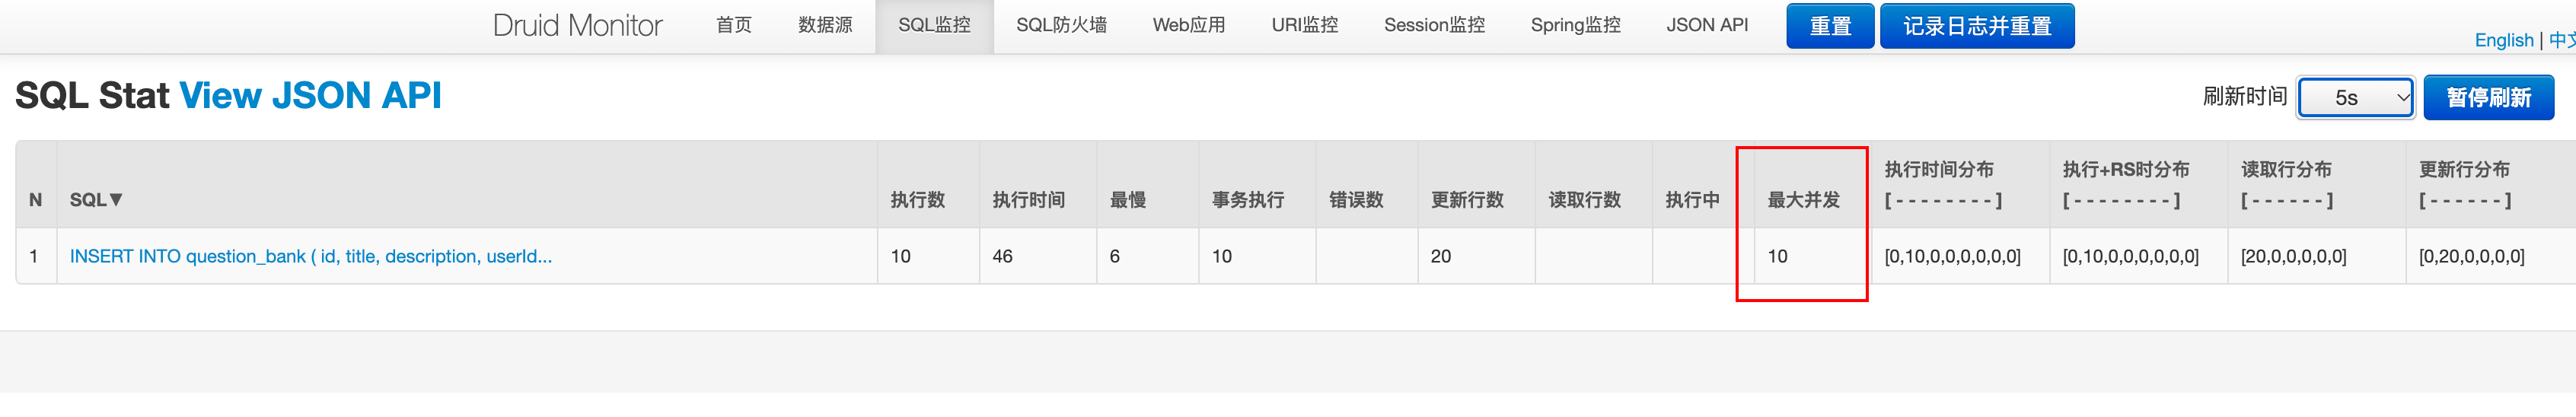 Druid Monitor 首页 数据源 SQL监控 SQL防火墙 Web应用 URI监控 Session监控 Spring监控 JSON API 重置 记录日志并重置
English | 中
SQL Stat View JSON API 刷新时间 5s 暂停刷新
N SQL▼ 执行数 执行时间 最慢 事务执行 错误数 更新行数 读取行数 执行中 最大并发 执行时间分布 执行+RS时分布 读取行分布 更新行分布
[ - - - - - - - - ] [ - - - - - - - - ] [ - - - - - - ] [ - - - - - - ]
1 INSERT INTO question_bank ( id, title, description, userId... 10 46 6 10 20 10 [0,10,0,0,0,0,0,0] [0,10,0,0,0,0,0,0] [20,0,0,0,0,0] [0,20,0,0,0,0]